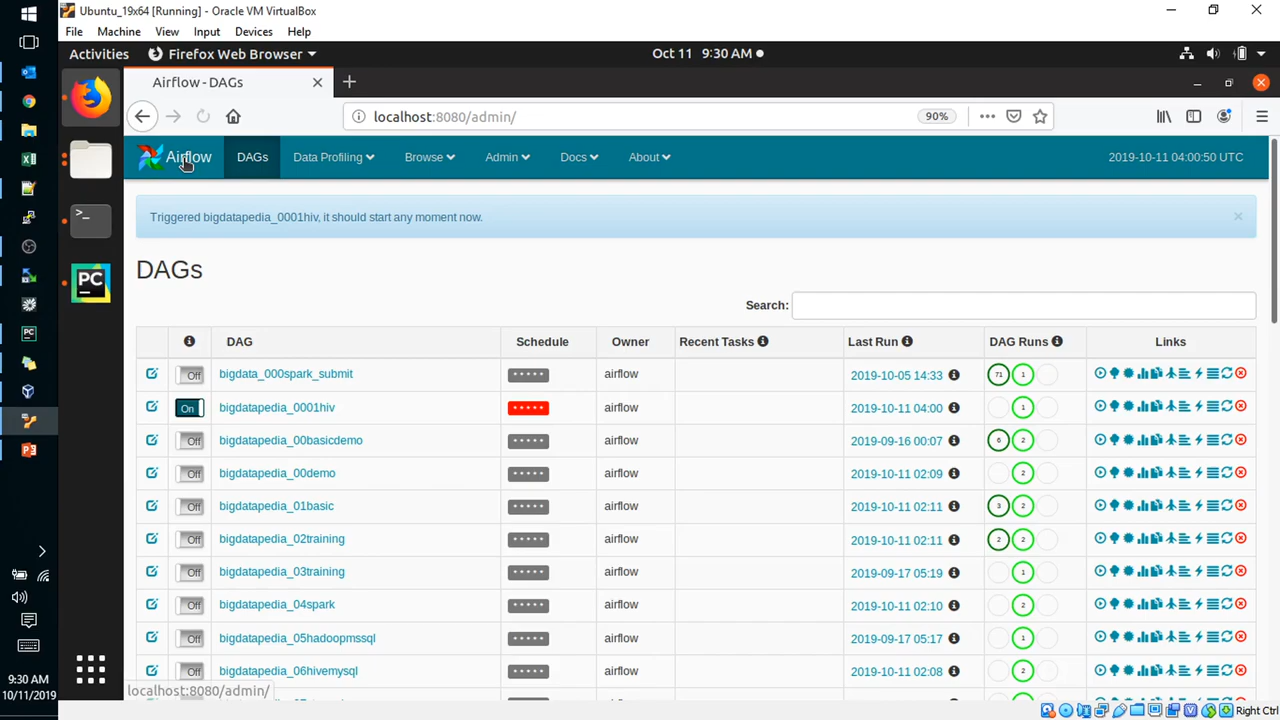 Ubuntu_19x64 [Running] - Oracle VM VirtualBox
File Machine View Input Devices Help
Activities Firefox Web Browser Oct 11 9:30 AM
Airflow - DAGs
localhost:8080/admin/ 90%
Airflow DAGs Data Profiling Browse Admin Docs About 2019-10-11 04:00:50 UTC
Triggered bigdatapedia_0001hiv, it should start any moment now. ×
DAGs
Search:
DAG Schedule Owner Recent Tasks Last Run DAG Runs Links
Off bigdata_000spark_submit * * * * * airflow 2019-10-05 14:33 71 1
On bigdatapedia_0001hiv * * * * * airflow 2019-10-11 04:00 1
Off bigdatapedia_00basicdemo * * * * * airflow 2019-09-16 00:07 6 2
Off bigdatapedia_00demo * * * * * airflow 2019-10-11 02:09 2
Off bigdatapedia_01basic * * * * * airflow 2019-10-11 02:11 3 2
Off bigdatapedia_02training * * * * * airflow 2019-10-11 02:11 2 2
Off bigdatapedia_03training * * * * * airflow 2019-09-17 05:19 1
Off bigdatapedia_04spark * * * * * airflow 2019-10-11 02:10 2
Off bigdatapedia_05hadoopmssql * * * * * airflow 2019-09-17 05:17 1
Off bigdatapedia_06hivemysql * * * * * airflow 2019-10-11 02:08 2
localhost:8080/admin/
PC
9:30 AM
10/11/2019
Right Ctrl